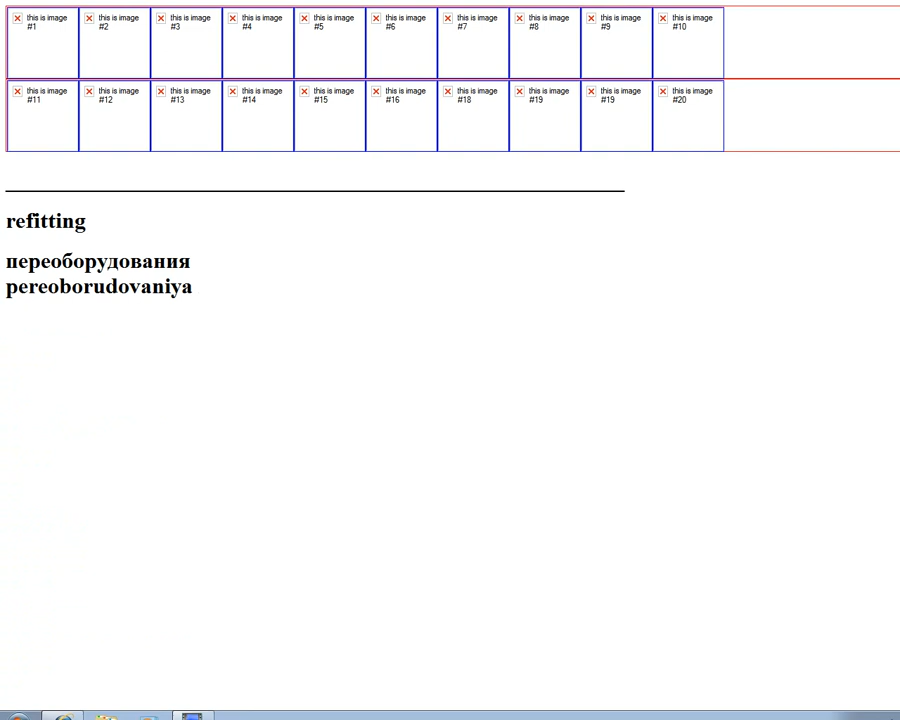 this is image #1 this is image #2 this is image #3 this is image #4 this is image #5 this is image #6 this is image #7 this is image #8 this is image #9 this is image #10
this is image #11 this is image #12 this is image #13 this is image #14 this is image #15 this is image #16 this is image #18 this is image #19 this is image #19 this is image #20
refitting
переоборудования
pereoborudovaniya